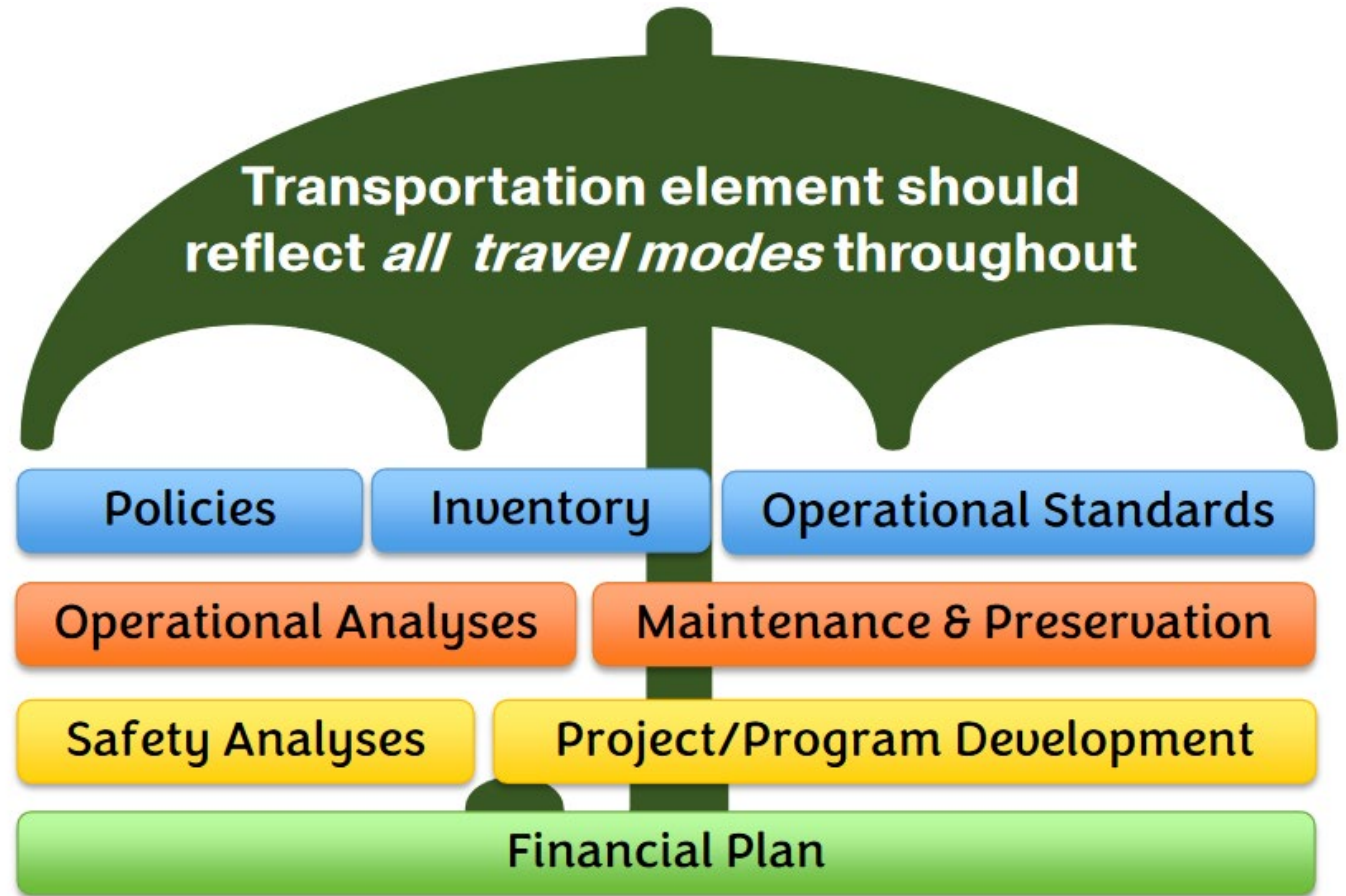 Transportation element should
reflect all travel modes throughout
Policies
Inventory
Operational Standards
Operational Analyses
Maintenance & Preservation
Safety Analyses
Project/Program Development
Financial Plan